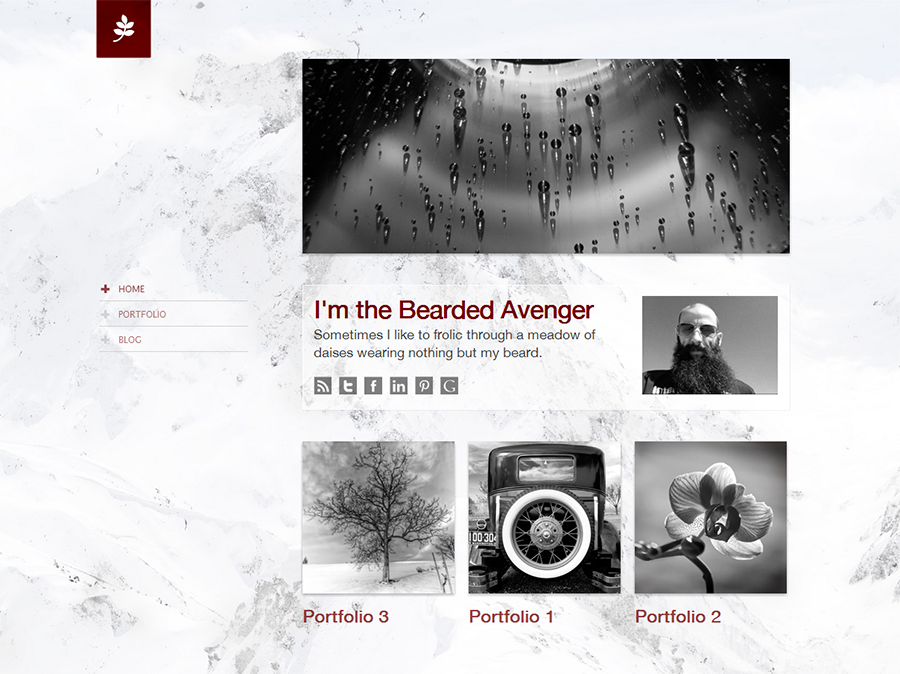 HOME
PORTFOLIO
BLOG
I'm the Bearded Avenger
Sometimes I like to frolic through a meadow of
daises wearing nothing but my beard.
Portfolio 3
Portfolio 1
Portfolio 2